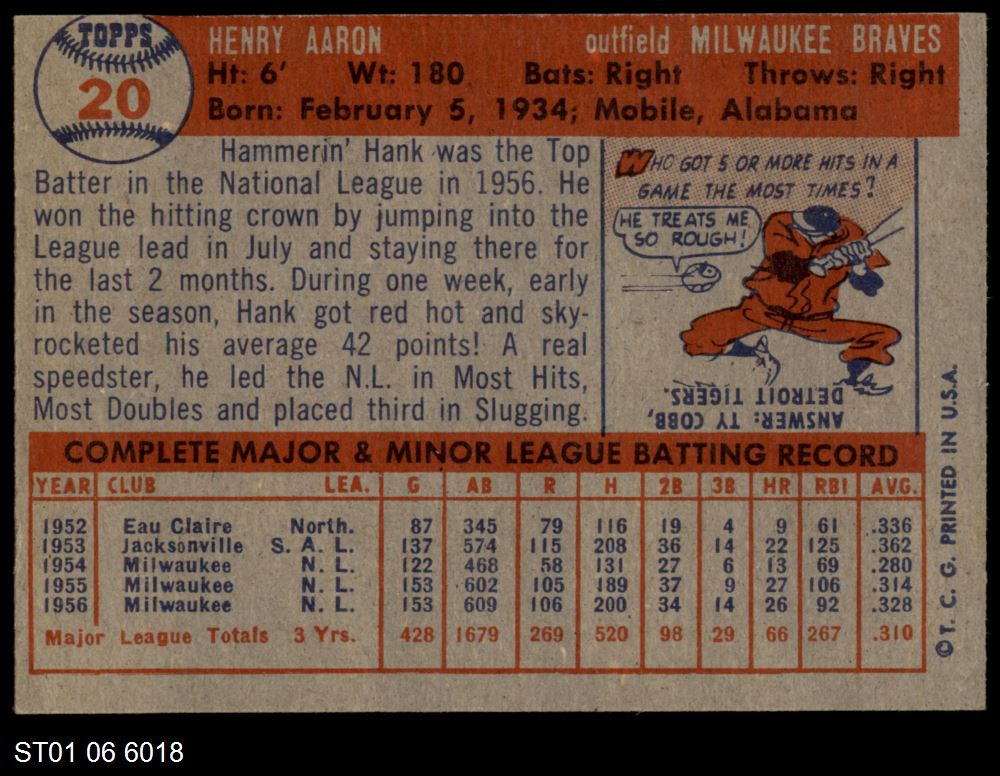 TOPPS
20
HENRY AARON outfield MILWAUKEE BRAVES
Ht: 6' Wt: 180 Bats: Right Throws: Right
Born: February 5, 1934; Mobile, Alabama
Hammerin' Hank was the Top
Batter in the National League in 1956. He
won the hitting crown by jumping into the
League lead in July and staying there for
the last 2 months. During one week, early
in the season, Hank got red hot and sky-
rocketed his average 42 points! A real
speedster, he led the N.L. in Most Hits,
Most Doubles and placed third in Slugging.
WHO GOT 5 OR MORE HITS IN A
GAME THE MOST TIMES?
HE TREATS ME
SO ROUGH!
ANSWER: TY COBB,
DETROIT TIGERS.
COMPLETE MAJOR & MINOR LEAGUE BATTING RECORD
YEAR CLUB LEA. G AB R H 2B 3B HR RBI AVG.
1952 Eau Claire North. 87 345 79 116 19 4 9 61 .336
1953 Jacksonville S. A. L. 137 574 115 208 36 14 22 125 .362
1954 Milwaukee N. L. 122 468 58 131 27 6 13 69 .280
1955 Milwaukee N. L. 153 602 105 189 37 9 27 106 .314
1956 Milwaukee N. L. 153 609 106 200 34 14 26 92 .328
Major League Totals 3 Yrs. 428 1679 269 520 98 29 66 267 .310
©T. C. G. PRINTED IN U.S.A.
ST01 06 6018